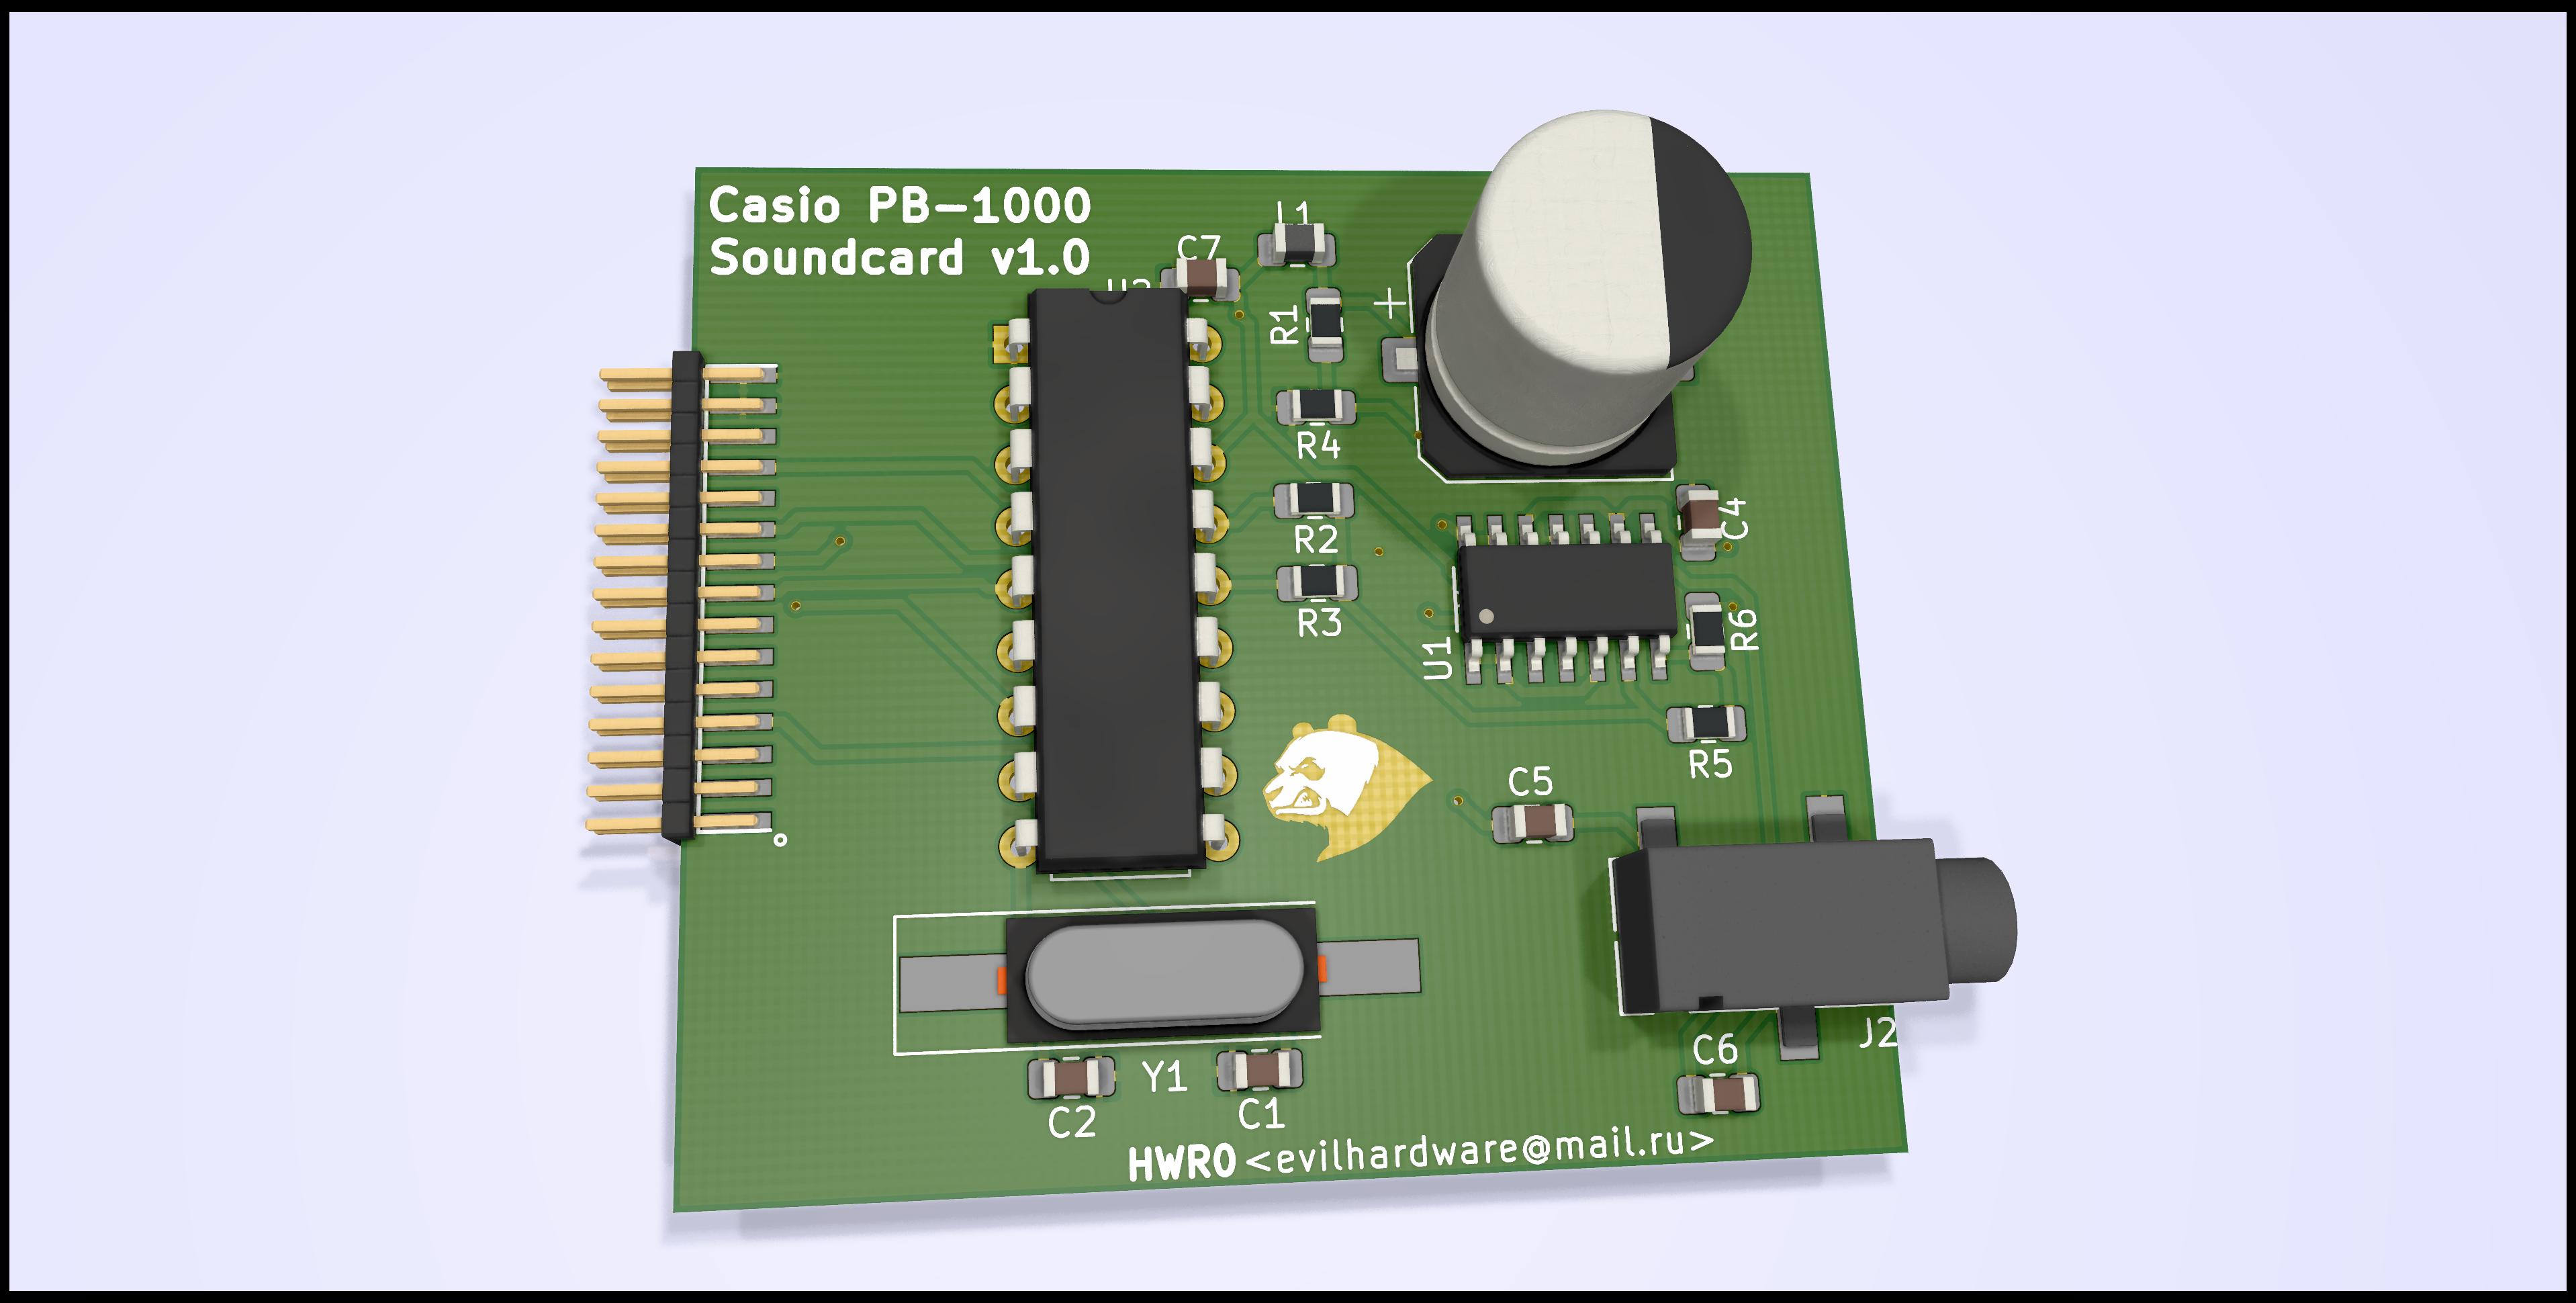 Casio PB-1000
Soundcard v1.0
L1
C7
R1
+
R4
R2
C4
R3
R6
U1
R5
C5
J2
C6
Y1
C2
C1
HWRO <evilhardware@mail.ru>